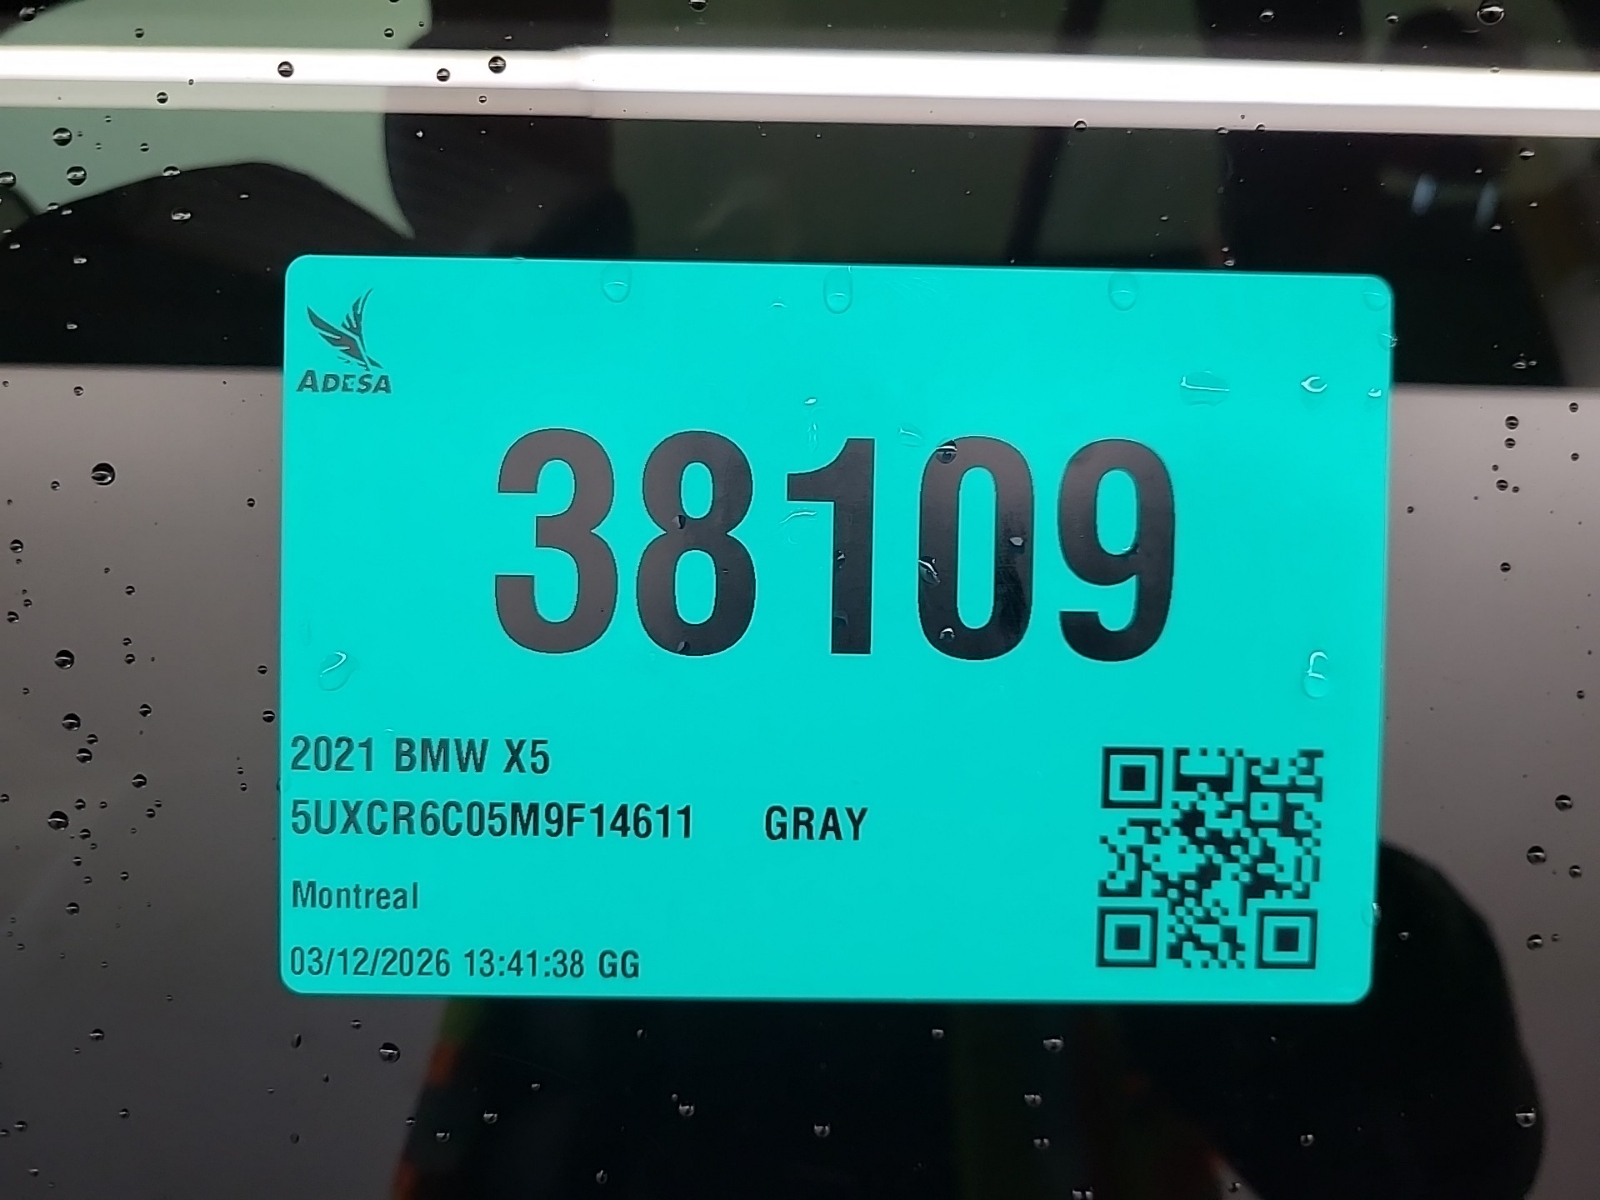 ADESA
38109
2021 BMW X5
5UXCR6C05M9F14611 GRAY
Montreal
03/12/2026 13:41:38 GG